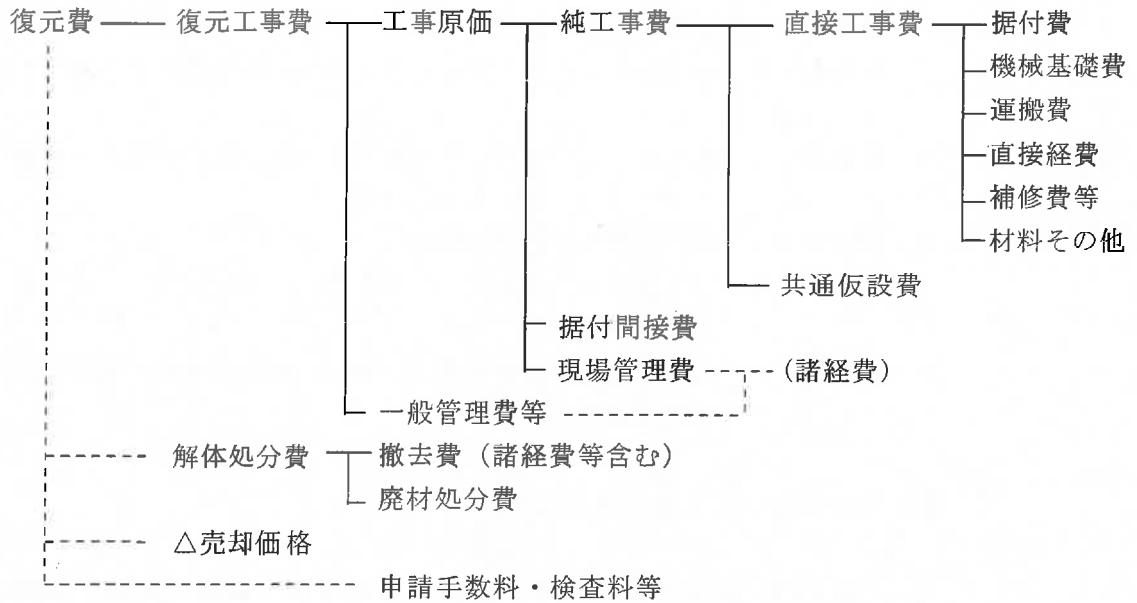 復元費 復元工事費 工事原価 純工事費 直接工事費 据付費
機械基礎費
運搬費
直接経費
補修費等
材料その他
共通仮設費
据付間接費
現場管理費 (諸経費)
一般管理費等
解体処分費 撤去費(諸経費等含む)
廃材処分費
△売却価格
申請手数料・検査料等